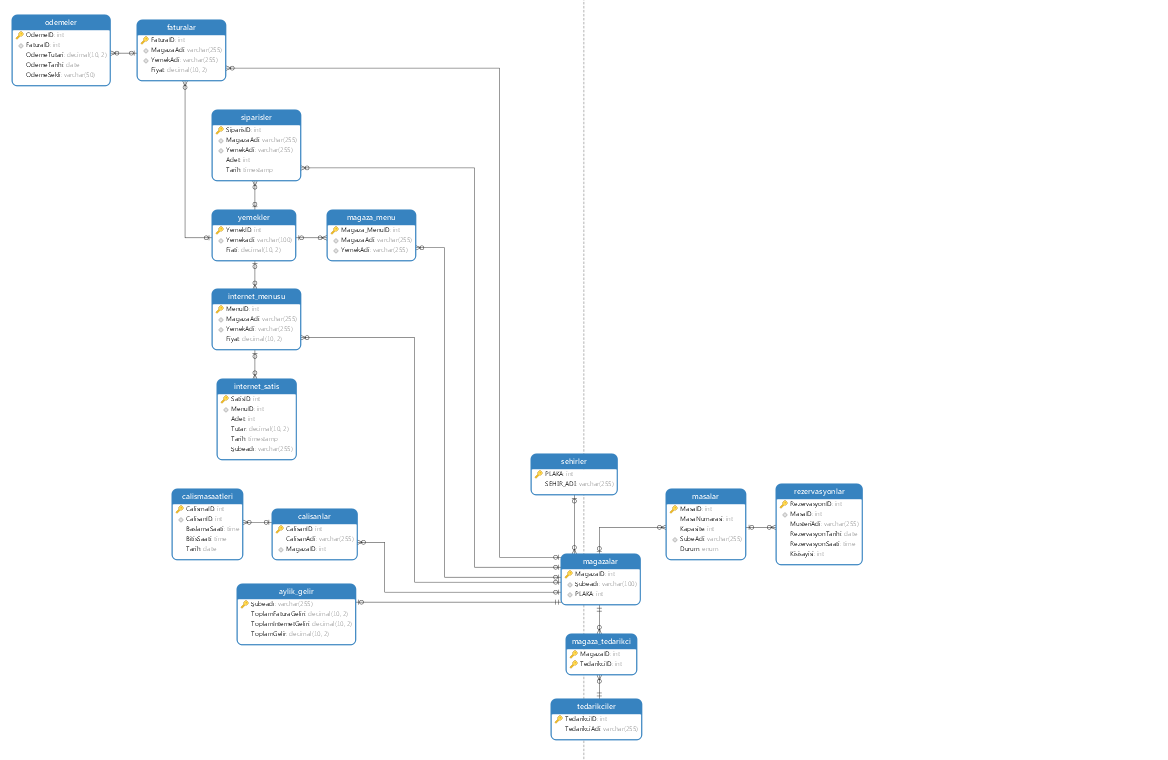 odemeler
OdemeID: int
FaturaID: int
OdemeTutari: decimal(10, 2)
OdemeTarihi: date
OdemeSekli: varchar(50)
faturalar
FaturaID: int
MagazaAdi: varchar(255)
YemekAdi: varchar(255)
Fiyat: decimal(10, 2)
siparisler
SiparisID: int
MagazaAdi: varchar(255)
YemekAdi: varchar(255)
Adet: int
Tarih: timestamp
yemekler
YemekID: int
Yemekadi: varchar(100)
Fiati: decimal(10, 2)
magaza_menu
Magaza_MenuID: int
MagazaAdi: varchar(255)
YemekAdi: varchar(255)
internet_menusu
MenuID: int
MagazaAdi: varchar(255)
YemekAdi: varchar(255)
Fiyat: decimal(10, 2)
internet_satis
SatisID: int
MenuID: int
Adet: int
Tutar: decimal(10, 2)
Tarih: timestamp
Şubeadı: varchar(255)
sehirler
PLAKA: int
SEHIR_ADI: varchar(255)
calismasaatleri
CalismaID: int
CalisanID: int
BaslamaSaati: time
BitisSaati: time
Tarih: date
calisanlar
CalisanID: int
CalisanAdi: varchar(255)
MagazaID: int
masalar
MasaID: int
MasaNumarasi: int
Kapasite: int
SubeAdi: varchar(255)
Durum: enum
rezervasyonlar
RezervasyonID: int
MasaID: int
MusteriAdi: varchar(255)
RezervasyonTarihi: date
RezervasyonSaati: time
KisiSayisi: int
magazalar
MagazaID: int
Şubeadı: varchar(100)
PLAKA: int
aylik_gelir
Şubeadı: varchar(255)
ToplamFaturaGeliri: decimal(10, 2)
ToplamInternetGeliri: decimal(10, 2)
ToplamGelir: decimal(10, 2)
magaza_tedarikci
MagazaID: int
TedarikciID: int
tedarikciler
TedarikciID: int
TedarikciAdi: varchar(255)